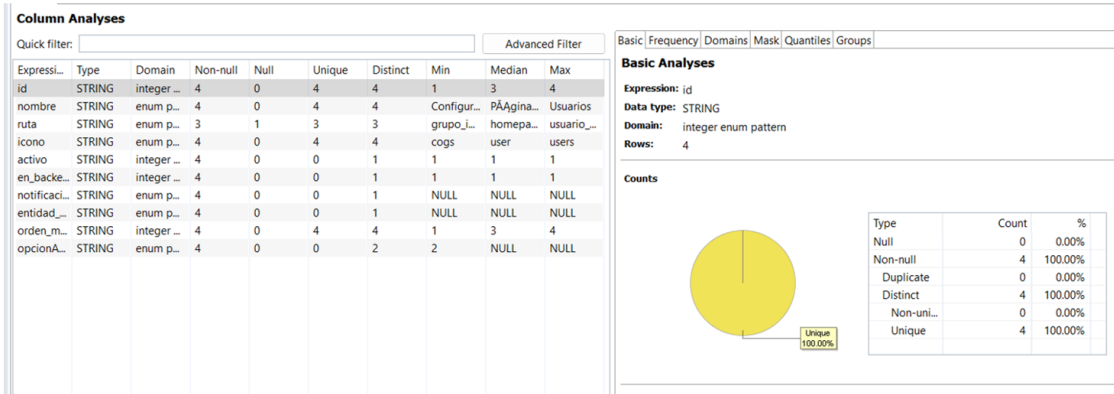 Column Analyses
Quick filter:
Advanced Filter
Expressi... Type Domain Non-null Null Unique Distinct Min Median Max
id STRING integer ... 4 0 4 4 1 3 4
nombre STRING enum p... 4 0 4 4 Configur... PĂĄgina... Usuarios
ruta STRING enum p... 3 1 3 3 grupo_i... homepa... usuario_...
icono STRING enum p... 4 0 4 4 cogs user users
activo STRING integer ... 4 0 0 1 1 1 1
en_backe... STRING integer ... 4 0 0 1 1 1 1
notificaci... STRING enum p... 4 0 0 1 NULL NULL NULL
entidad_... STRING enum p... 4 0 0 1 NULL NULL NULL
orden_m... STRING integer ... 4 0 4 4 1 3 4
opcionA... STRING enum p... 4 0 0 2 2 NULL NULL
Basic Frequency Domains Mask Quantiles Groups
Basic Analyses
Expression: id
Data type: STRING
Domain: integer enum pattern
Rows: 4
Counts
Unique
100.00%
Type Count %
Null 0 0.00%
Non-null 4 100.00%
Duplicate 0 0.00%
Distinct 4 100.00%
Non-uni... 0 0.00%
Unique 4 100.00%